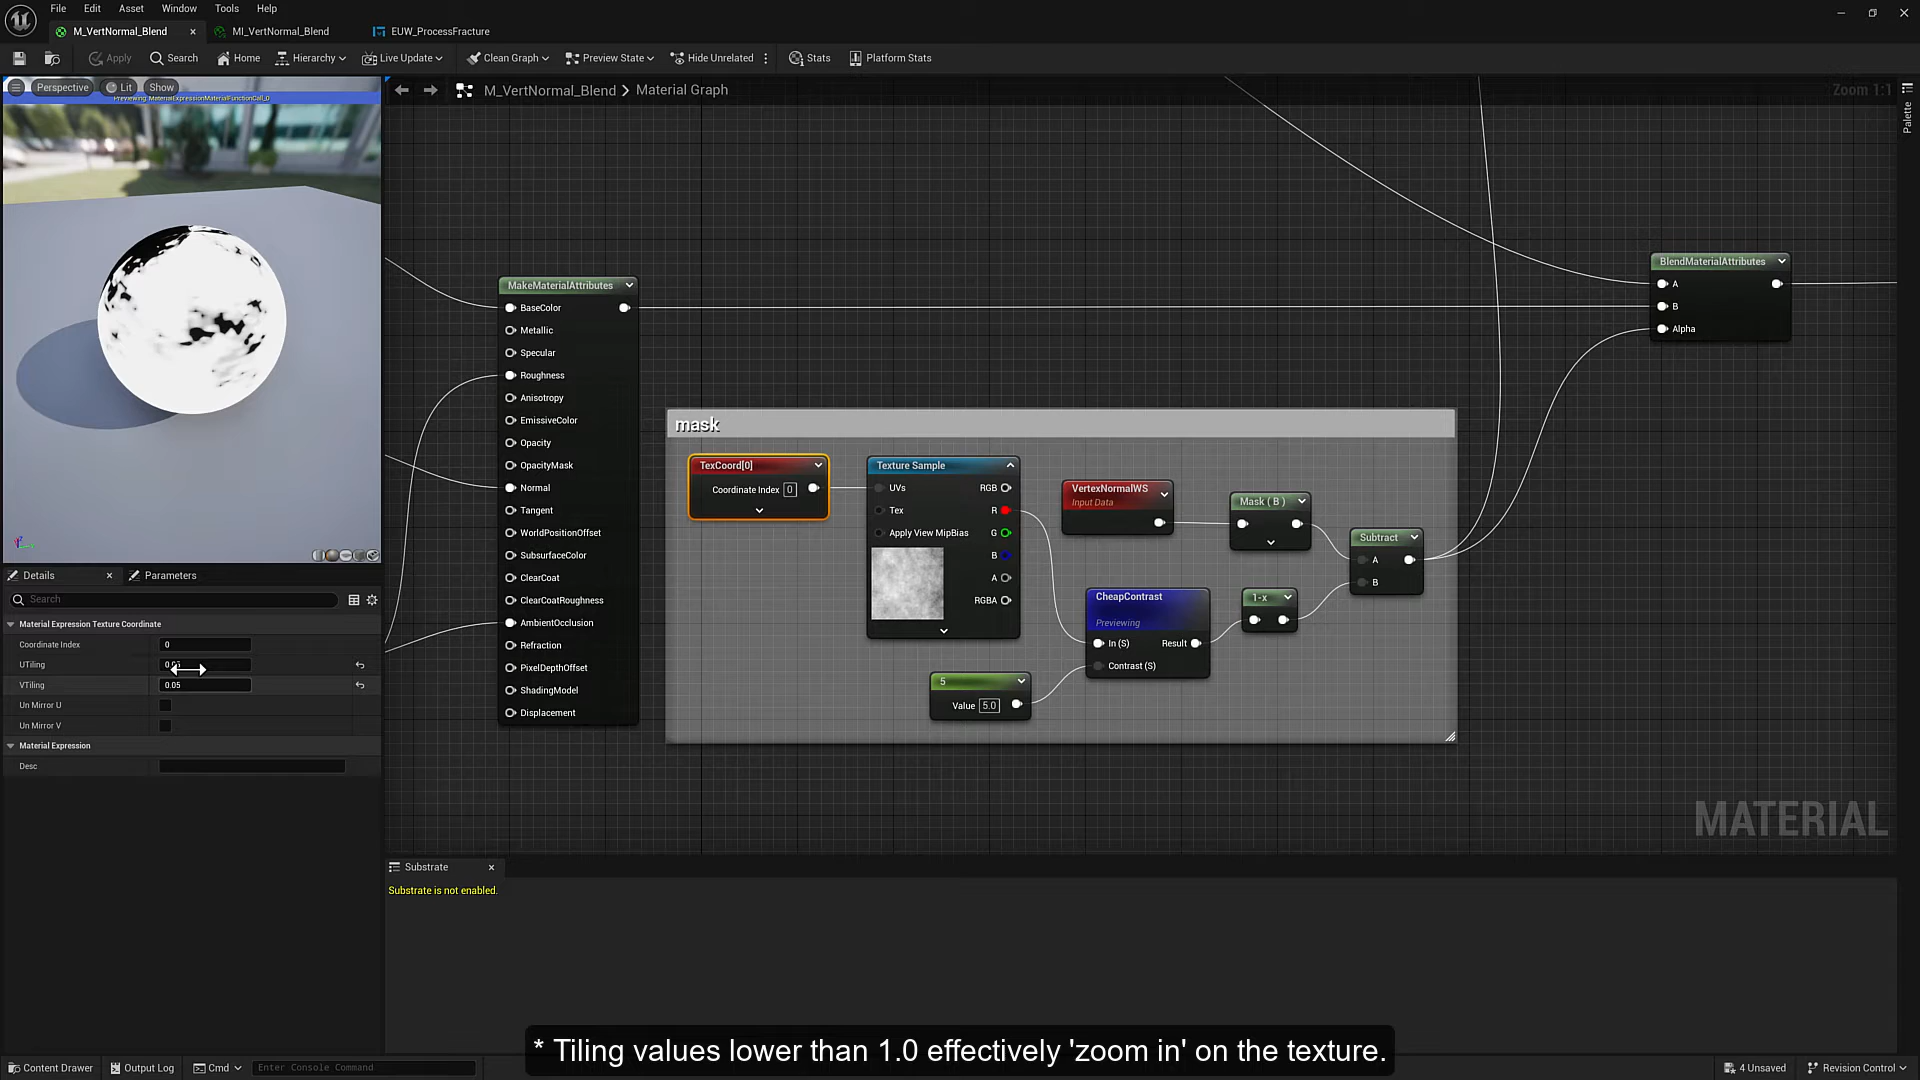 File Edit Asset Window Tools Help
M_VertNormal_Blend MI_VertNormal_Blend EUW_ProcessFracture
Apply Search Home Hierarchy Live Update Clean Graph Preview State Hide Unrelated Stats Platform Stats
Perspective Lit Show
Previewing: MaterialExpressionMaterialFunctionCall_0
M_VertNormal_Blend > Material Graph
Zoom 1:1
Palette
MakeMaterialAttributes
BaseColor
Metallic
Specular
Roughness
Anisotropy
EmissiveColor
Opacity
OpacityMask
Normal
Tangent
WorldPositionOffset
SubsurfaceColor
ClearCoat
ClearCoatRoughness
AmbientOcclusion
Refraction
PixelDepthOffset
ShadingModel
Displacement
BlendMaterialAttributes
A
B
Alpha
mask
TexCoord[0]
Coordinate Index 0
Texture Sample
UVs RGB
Tex R
Apply View MipBias G
B
A
RGBA
VertexNormalWS
Input Data
Mask ( B )
Subtract
A
B
CheapContrast
Previewing
In (S) Result
Contrast (S)
1-x
5
Value 5.0
MATERIAL
Details Parameters
Search
Material Expression Texture Coordinate
Coordinate Index 0
UTiling
VTiling 0.05
Un Mirror U
Un Mirror V
Material Expression
Desc
Substrate
Substrate is not enabled.
* Tiling values lower than 1.0 effectively 'zoom in' on the texture.
Content Drawer Output Log Cmd Enter Console Command 4 Unsaved Revision Control